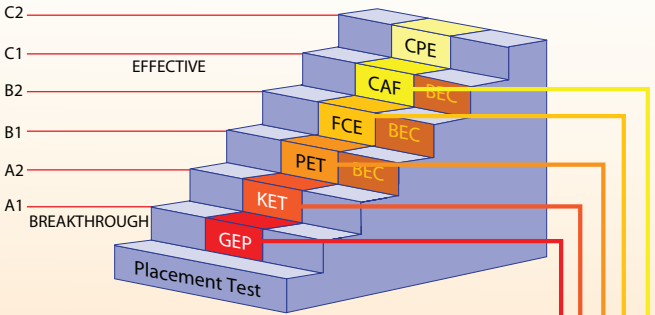 C2
CPE
C1
EFFECTIVE
CAF
BEC
B2
FCE
BEC
B1
PET
BEC
A2
KET
A1
BREAKTHROUGH
GEP
Placement Test